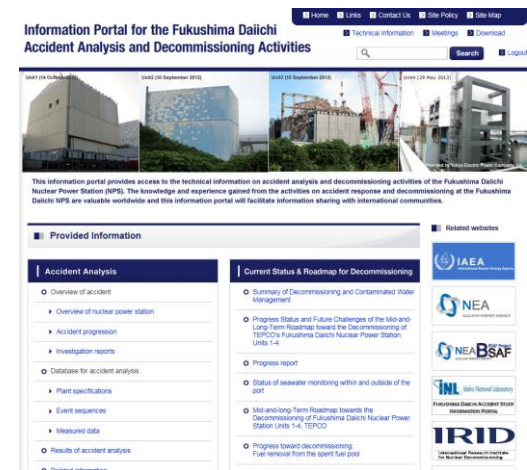 Home Links Contact Us Site Policy Site Map
Information Portal for the Fukushima Daiichi
Accident Analysis and Decommissioning Activities
Technical Information Meetings Download
Search Logout
Unit2 (10 September 2012) Unit3 (10 September 2012) Unit4 (29 May 2013)
Provided by Tokyo Electric Power Company, Inc.
This information portal provides access to the technical information on accident analysis and decommissioning activities of the Fukushima Daiichi
Nuclear Power Station (NPS). The knowledge and experience gained from the activities on accident response and decommissioning at the Fukushima
Daiichi NPS are valuable worldwide and this information portal will facilitate information sharing with international communities.
Provided Information
Accident Analysis
Overview of accident
Overview of nuclear power station
Accident progression
Investigation reports
Database for accident analysis
Plant specifications
Event sequences
Measured data
Results of accident analysis
Related information
Current Status & Roadmap for Decommissioning
Summary of Decommissioning and Contaminated Water
Management
Progress Status and Future Challenges of the Mid-and-
Long-Term Roadmap toward the Decommissioning of
TEPCO's Fukushima Daiichi Nuclear Power Station
Units 1-4
Progress report
Status of seawater monitoring within and outside of the
port
Mid-and-long-Term Roadmap towards the
Decommissioning of Fukushima Daiichi Nuclear Power
Station Units 1-4, TEPCO
Progress toward decommissioning:
Fuel removal from the spent fuel pool
Related websites
IAEA
International Atomic Energy Agency
NEA
NUCLEAR ENERGY AGENCY
NEA BSAF Project
BSAF
INL Idaho National Laboratory
FUKUSHIMA DAIICHI ACCIDENT STUDY
INFORMATION PORTAL
IRID
International Research Institute
for Nuclear Decommissioning